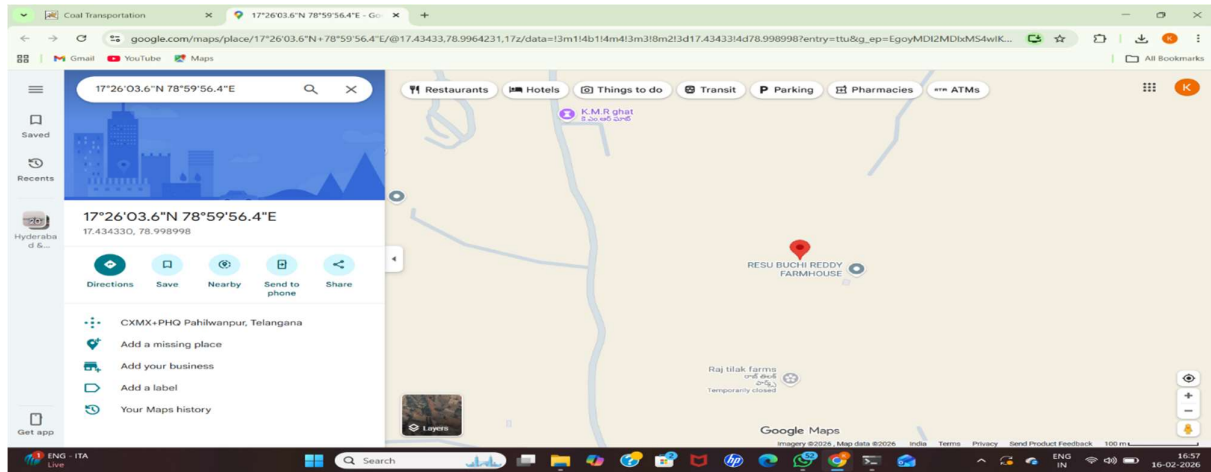 Coal Transportation
17°26'03.6"N 78°59'56.4"E - Go
google.com/maps/place/17°26'03.6"N+78°59'56.4"E/@17.43433,78.9964231,17z/data=!3m1!4b1!4m4!3m3!8m2!3d17.43433!4d78.998998?entry=ttu&g_ep=EgoyMDI2MDIxMS4wIK...
Gmail
YouTube
Maps
All Bookmarks
17°26'03.6"N 78°59'56.4"E
Restaurants
Hotels
Things to do
Transit
Parking
Pharmacies
ATMs
K
Saved
Recents
Hyderaba
d &...
Get app
17°26'03.6"N 78°59'56.4"E
17.434330, 78.998998
Directions
Save
Nearby
Send to
phone
Share
CXMX+PHQ Pahilwanpur, Telangana
Add a missing place
Add your business
Add a label
Your Maps history
K.M.R ghat
RESU BUCHI REDDY
FARMHOUSE
Raj tilak farms
రాజ్ తిలక్
ఫార్మ్స్
Temporarily closed
Layers
Google Maps
Imagery ©2026, Map data ©2026 India Terms Privacy Send Product Feedback 100 m
ENG - ITA
Live
Search
ENG
IN
16:57
16-02-2026